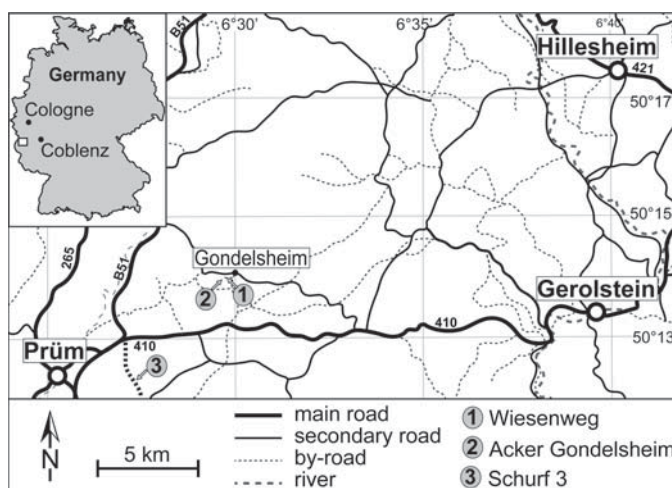 6°30'
6°35'
6°40'
B51
Hillesheim
421
Germany
50°17'
Cologne
Coblenz
50°15'
265
B51
Gondelsheim
2
1
Gerolstein
410
50°13'
Prüm
410
3
N
5 km
main road
secondary road
by-road
river
1 Wiesenweg
2 Acker Gondelsheim
3 Schurf 3